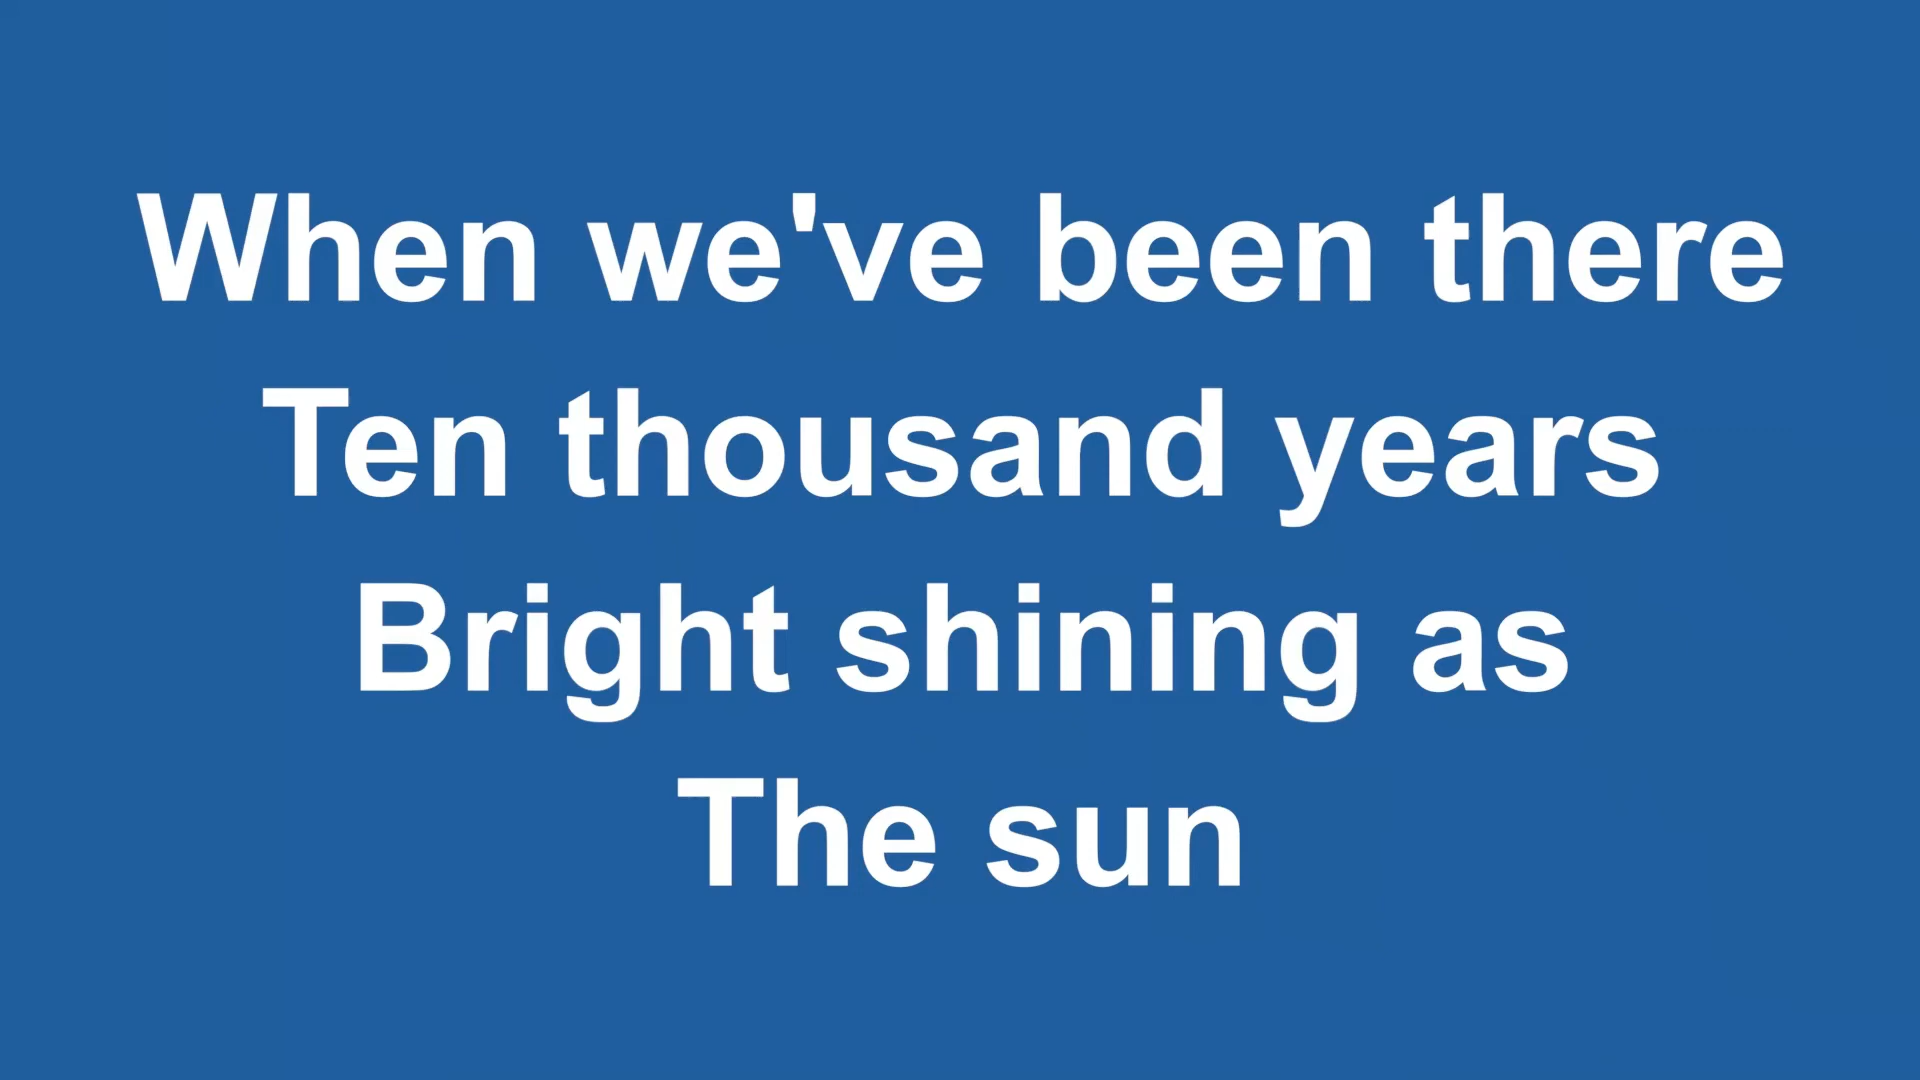 When we've been there
Ten thousand years
Bright shining as
The sun